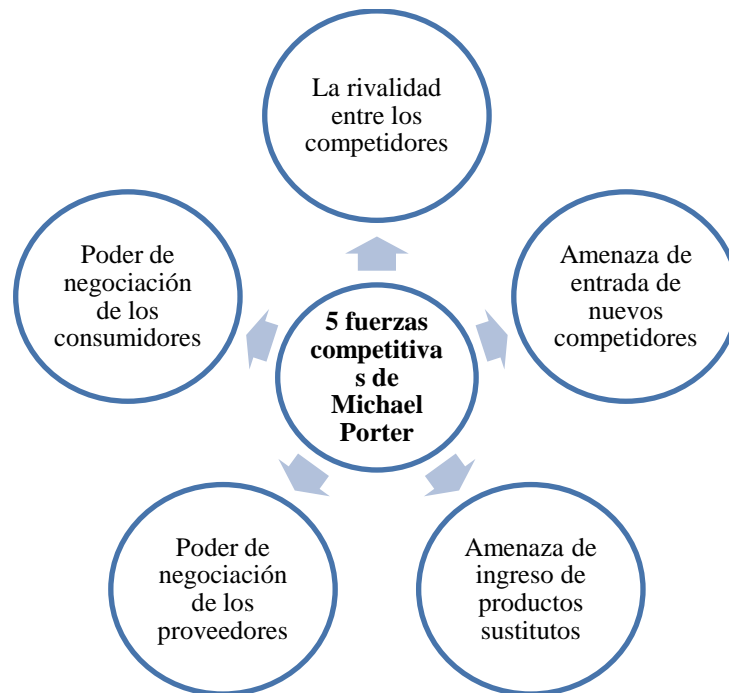 La rivalidad
entre los
competidores
Poder de
negociación
de los
consumidores
Amenaza de
entrada de
nuevos
competidores
5 fuerzas
competitiva
s de
Michael
Porter
Poder de
negociación
de los
proveedores
Amenaza de
ingreso de
productos
sustitutos